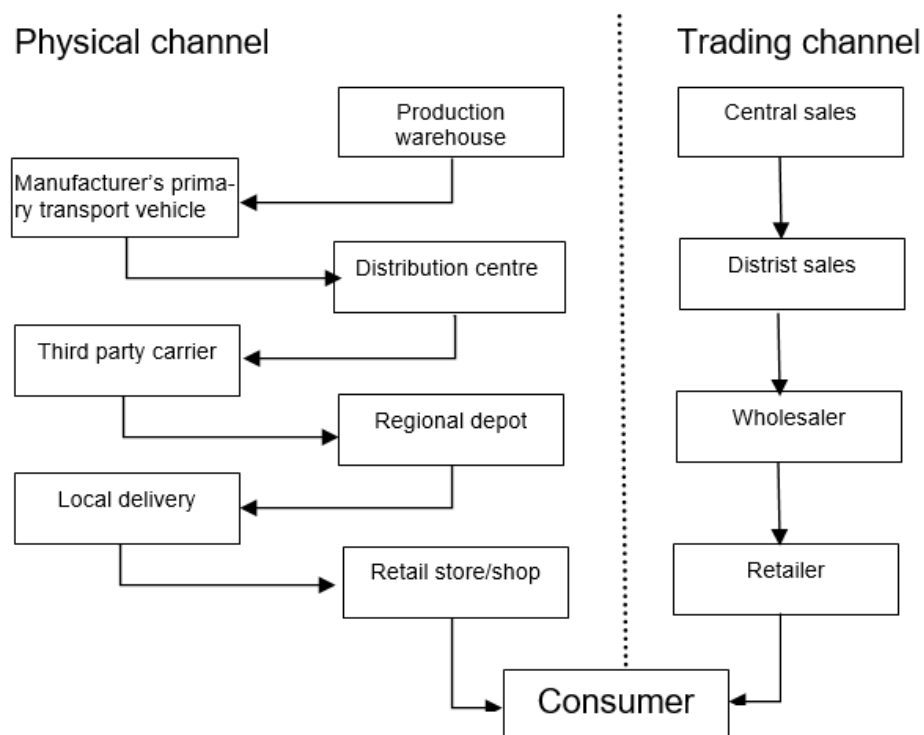 Physical channel
Trading channel
Production
warehouse
Central sales
Manufacturer's prima-
ry transport vehicle
Distribution centre
Distrist sales
Third party carrier
Regional depot
Wholesaler
Local delivery
Retail store/shop
Retailer
Consumer